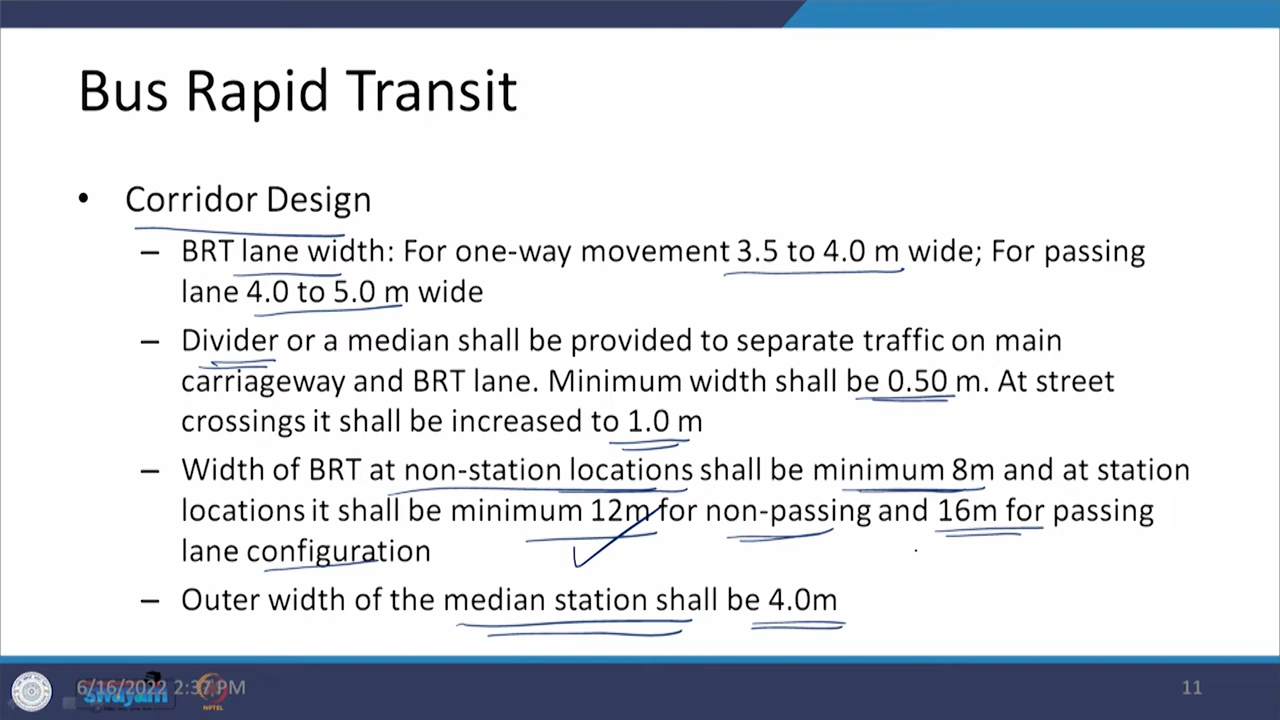 Bus Rapid Transit
• Corridor Design
– BRT lane width: For one-way movement 3.5 to 4.0 m wide; For passing
lane 4.0 to 5.0 m wide
– Divider or a median shall be provided to separate traffic on main
carriageway and BRT lane. Minimum width shall be 0.50 m. At street
crossings it shall be increased to 1.0 m
– Width of BRT at non-station locations shall be minimum 8m and at station
locations it shall be minimum 12m for non-passing and 16m for passing
lane configuration
– Outer width of the median station shall be 4.0m
6/16/2022 2:37 PM
swayam
NPTEL
11